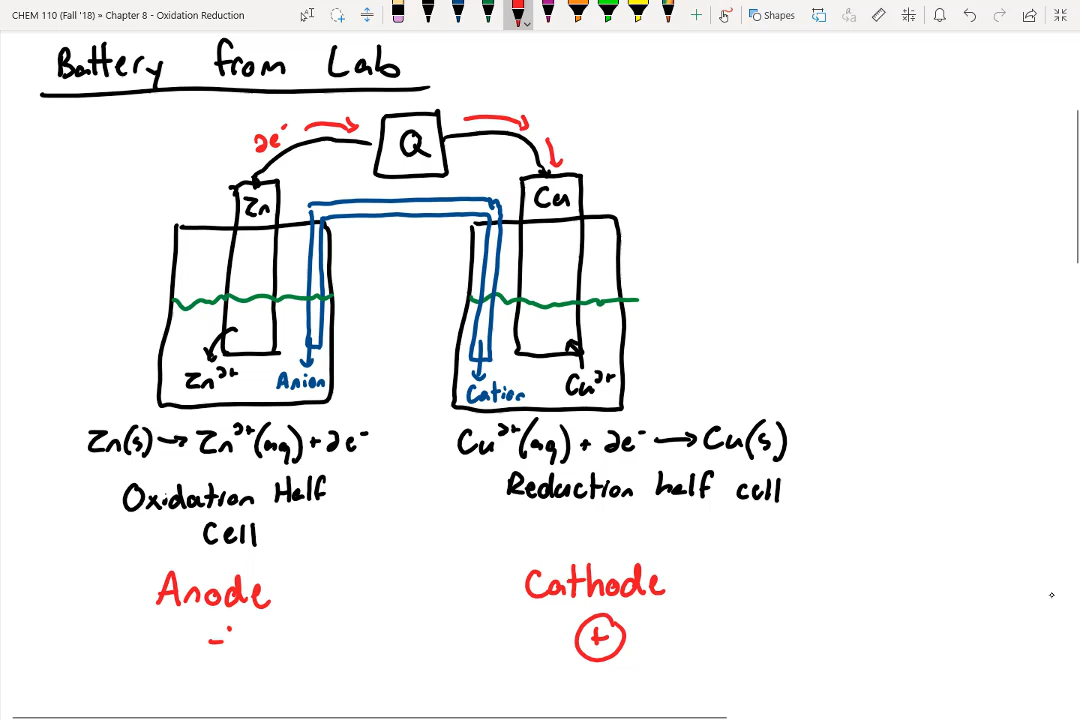 CHEM 110 (Fall '18) » Chapter 8 - Oxidation Reduction
Shapes
Battery from Lab
2e⁻
Q
Zn
Cu
Zn²⁺
Anion
Cation
Cu²⁺
Zn(s) → Zn²⁺(aq) + 2e⁻
Cu²⁺(aq) + 2e⁻ → Cu(s)
Oxidation Half
Cell
Reduction half cell
Anode
Cathode
-
+